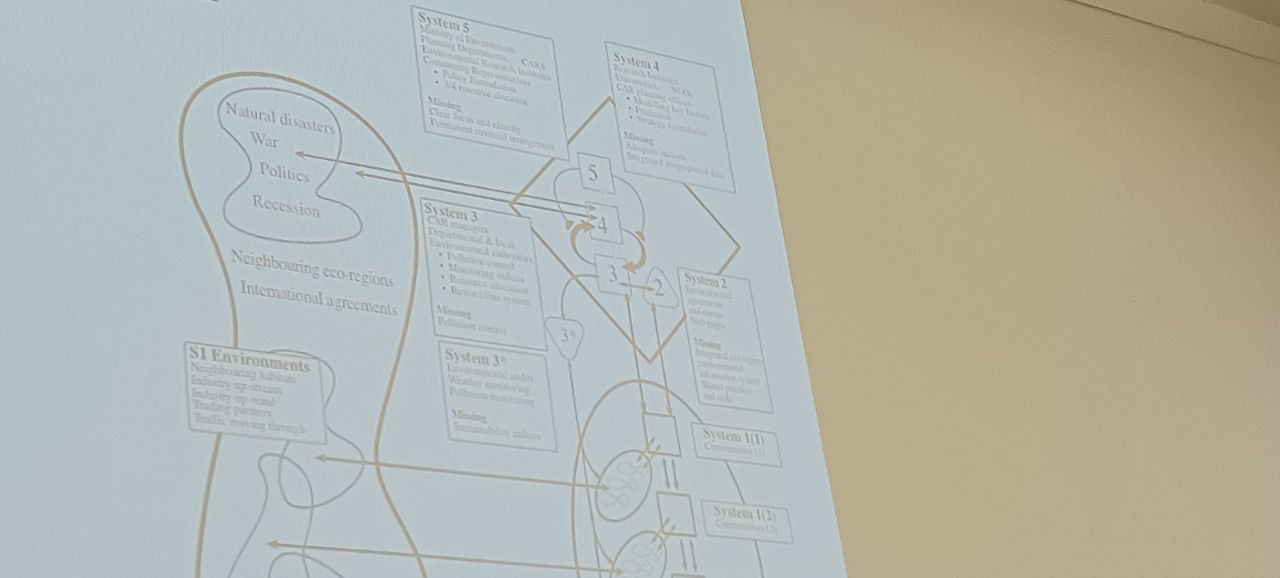 System 5
Ministry of Environment
Planning Departments, CARS
Environmental Research Institutes
Community Representatives
• Policy Formulation
• 3/4 resource allocation
Missing
Clear focus and identity
Permanent structural arrangement
System 4
Research Institutes
Universities, NGOs
CAR planning offices
• Modelling key factors
• Prediction
• Strategy formulation
Missing
Adequate indices
Integrated geographical data
Natural disasters
War
Politics
Recession
Neighbouring eco-regions
International agreements
5
4
3
2
3*
System 3
CAR managers
Departmental & local
Environmental authorities
• Pollution control
• Monitoring indices
• Resource allocation
• Reward/fine system
Missing
Pollution control
System 2
Environmental
agreements
and norms,
Web pages
Missing
Integrated eco-region
environmental
information system
Shared practices
and tools
System 3*
Environmental audits
Weather monitoring
Pollution monitoring
Missing
Sustainability indices
S1 Environments
Neighbouring habitats
Industry up-stream
Industry up-wind
Trading partners
Traffic moving through
System 1(1)
Communities (1)
System 1(2)
Communities (2)